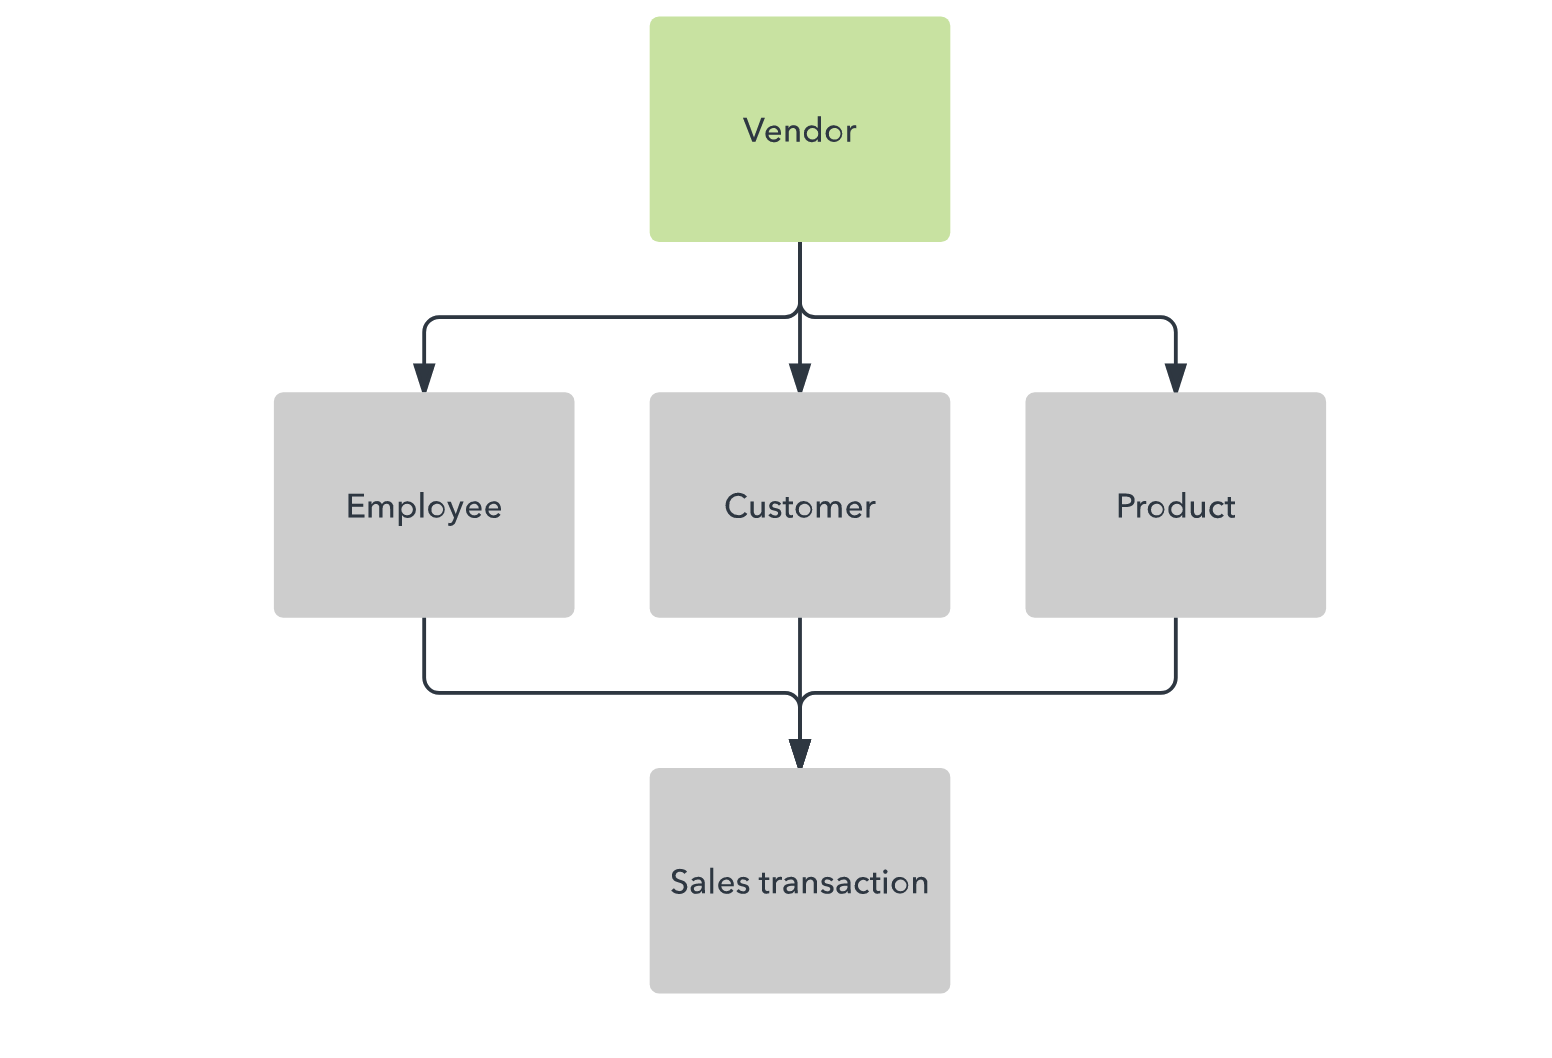 Vendor
Employee
Customer
Product
Sales transaction